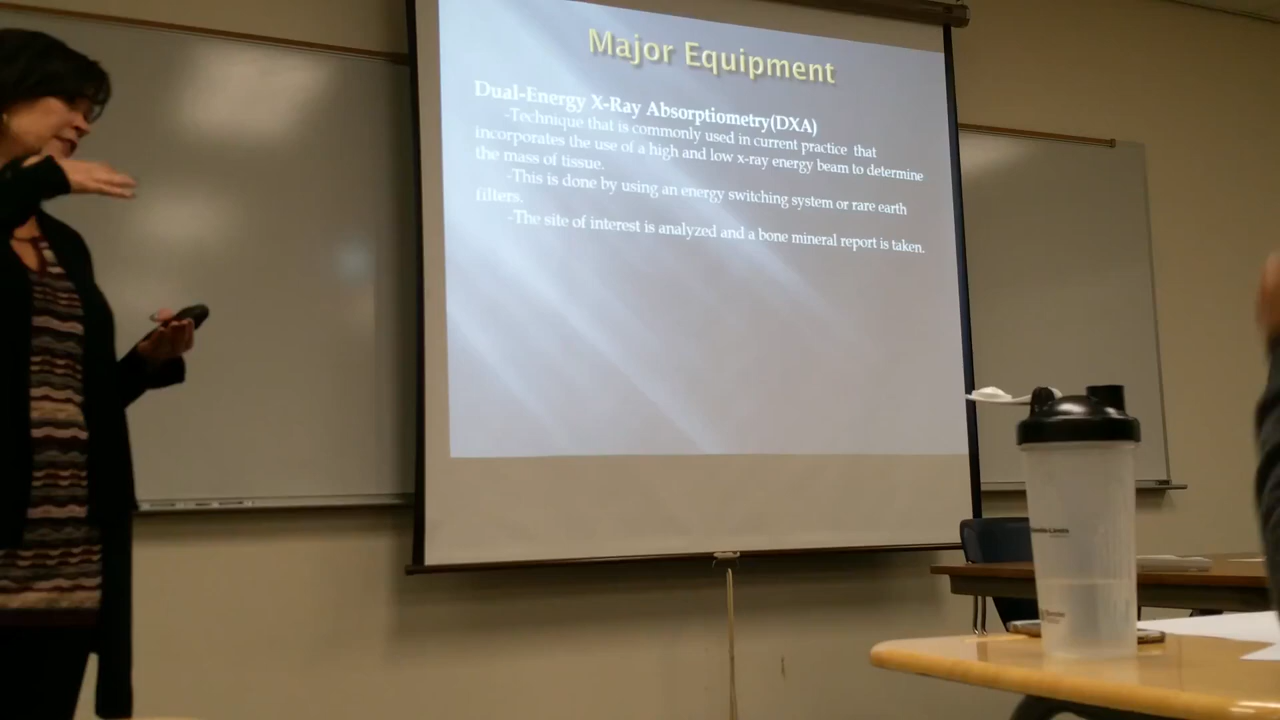 Major Equipment
Dual-Energy X-Ray Absorptiometry(DXA)
-Technique that is commonly used in current practice that
incorporates the use of a high and low x-ray energy beam to determine
the mass of tissue.
-This is done by using an energy switching system or rare earth
filters.
-The site of interest is analyzed and a bone mineral report is taken.